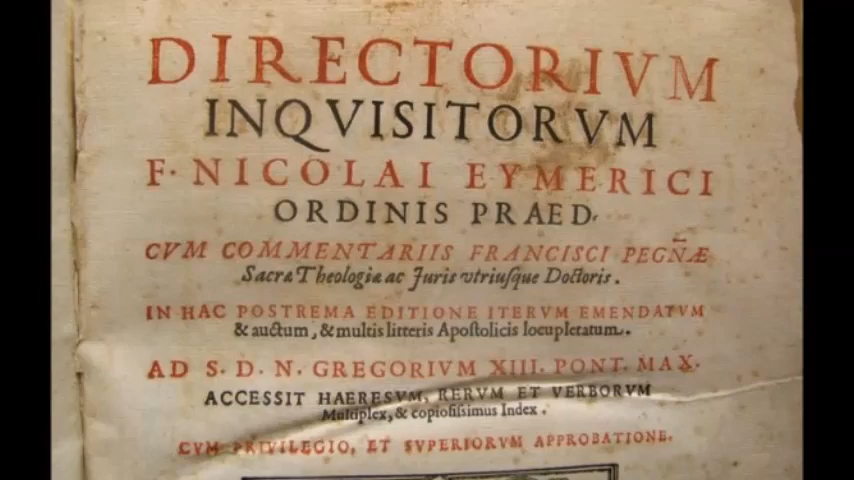 DIRECTORIVM
INQVISITORVM
F. NICOLAI EYMERICI
ORDINIS PRAED.
CVM COMMENTARIIS FRANCISCI PEGÑÆ
Sacræ Theologiæ ac Juris vtriusque Doctoris.
IN HAC POSTREMA EDITIONE ITERVM EMENDATVM
& auctum, & multis litteris Apostolicis locupletatum.
AD S. D. N. GREGORIVM XIII. PONT. MAX.
ACCESSIT HAERESVM, RERVM ET VERBORVM
Multiplex, & copiosissimus Index.
CVM PRIVILEGIO, ET SVPERIORVM APPROBATIONE.